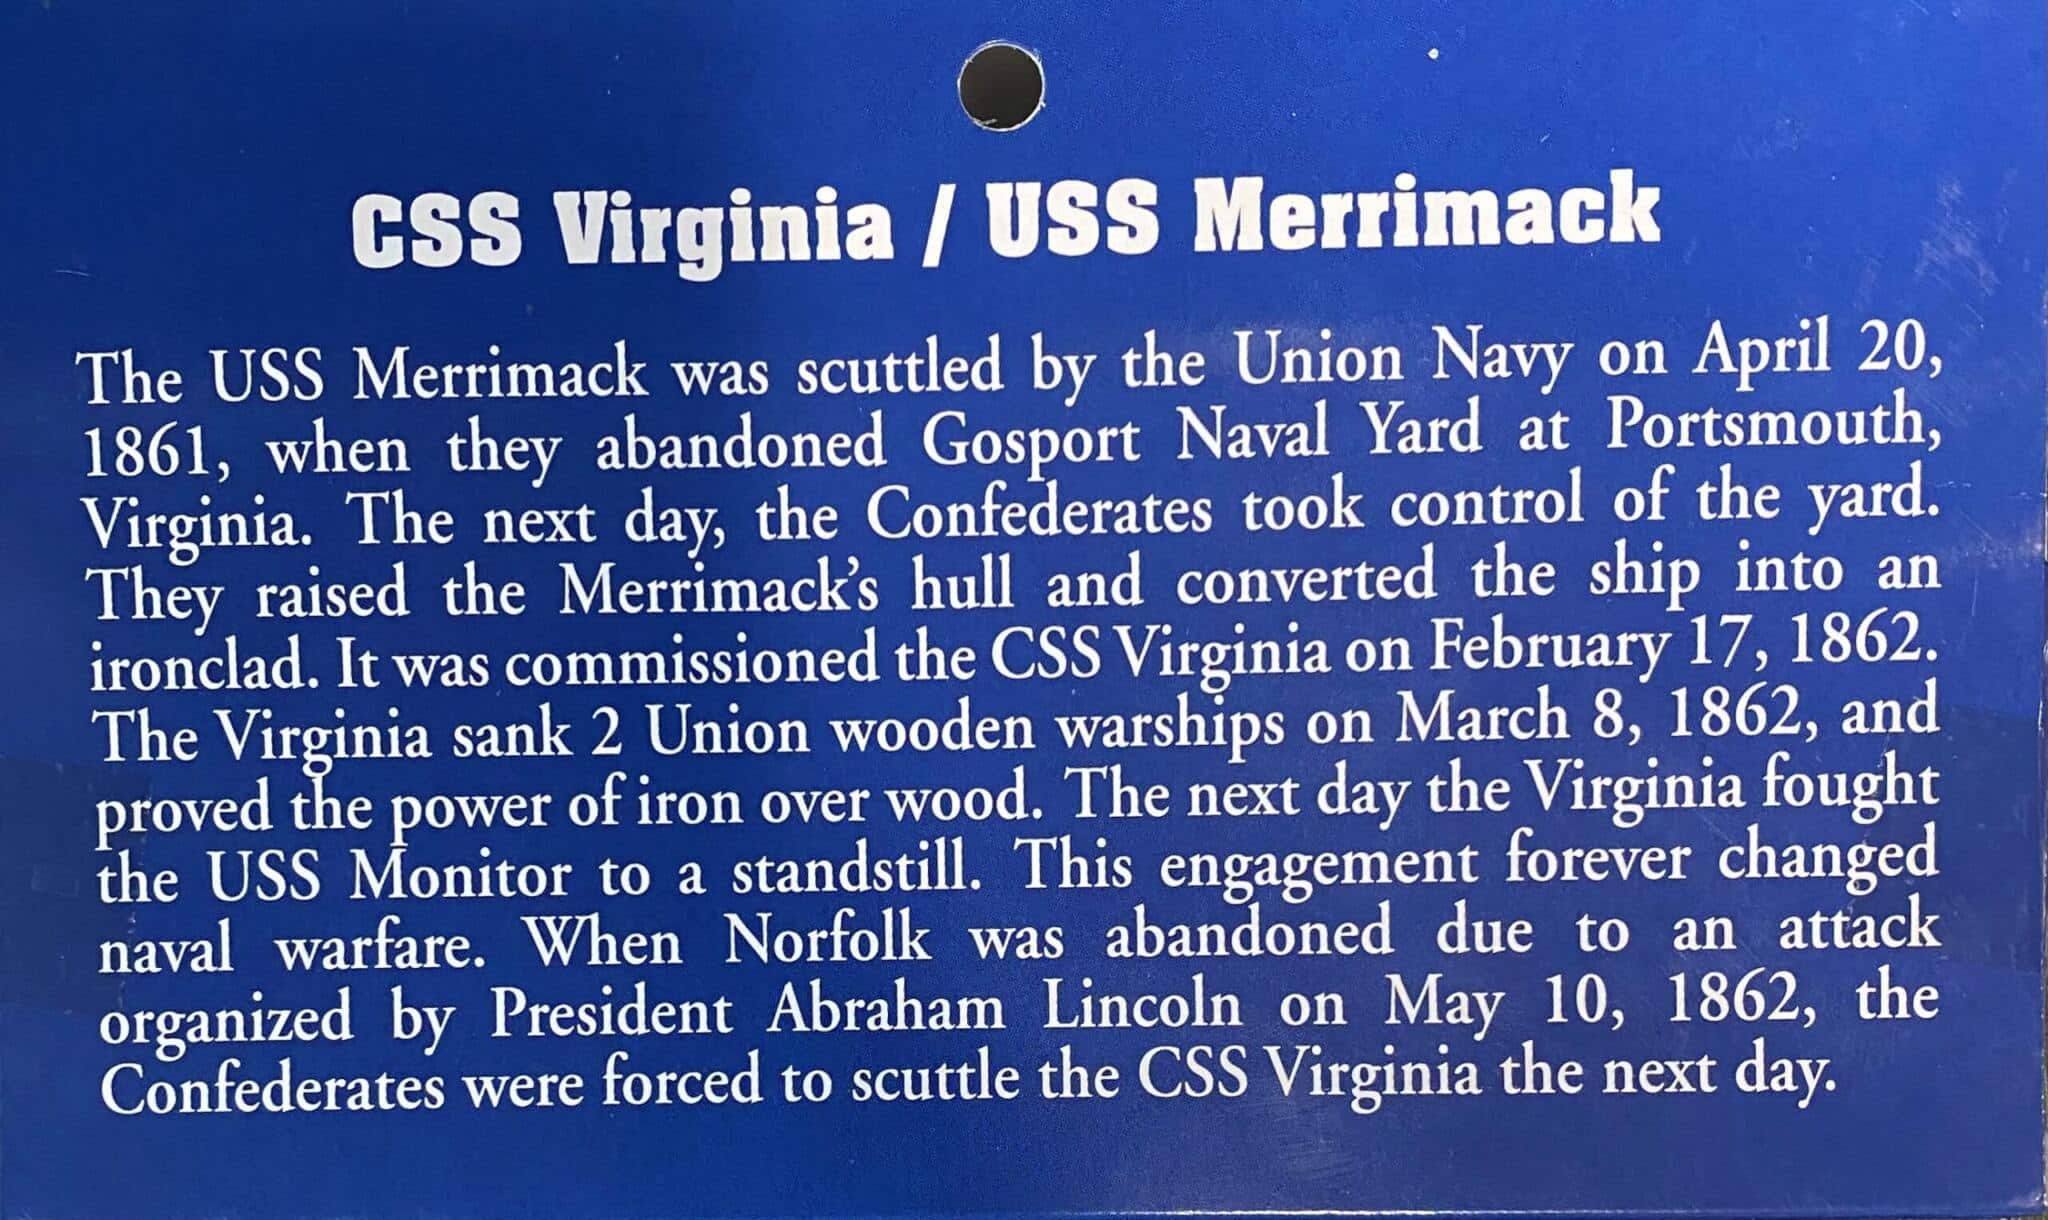 CSS Virginia / USS Merrimack
The USS Merrimack was scuttled by the Union Navy on April 20,
1861, when they abandoned Gosport Naval Yard at Portsmouth,
Virginia. The next day, the Confederates took control of the yard.
They raised the Merrimack's hull and converted the ship into an
ironclad. It was commissioned the CSS Virginia on February 17, 1862.
The Virginia sank 2 Union wooden warships on March 8, 1862, and
proved the power of iron over wood. The next day the Virginia fought
the USS Monitor to a standstill. This engagement forever changed
naval warfare. When Norfolk was abandoned due to an attack
organized by President Abraham Lincoln on May 10, 1862, the
Confederates were forced to scuttle the CSS Virginia the next day.